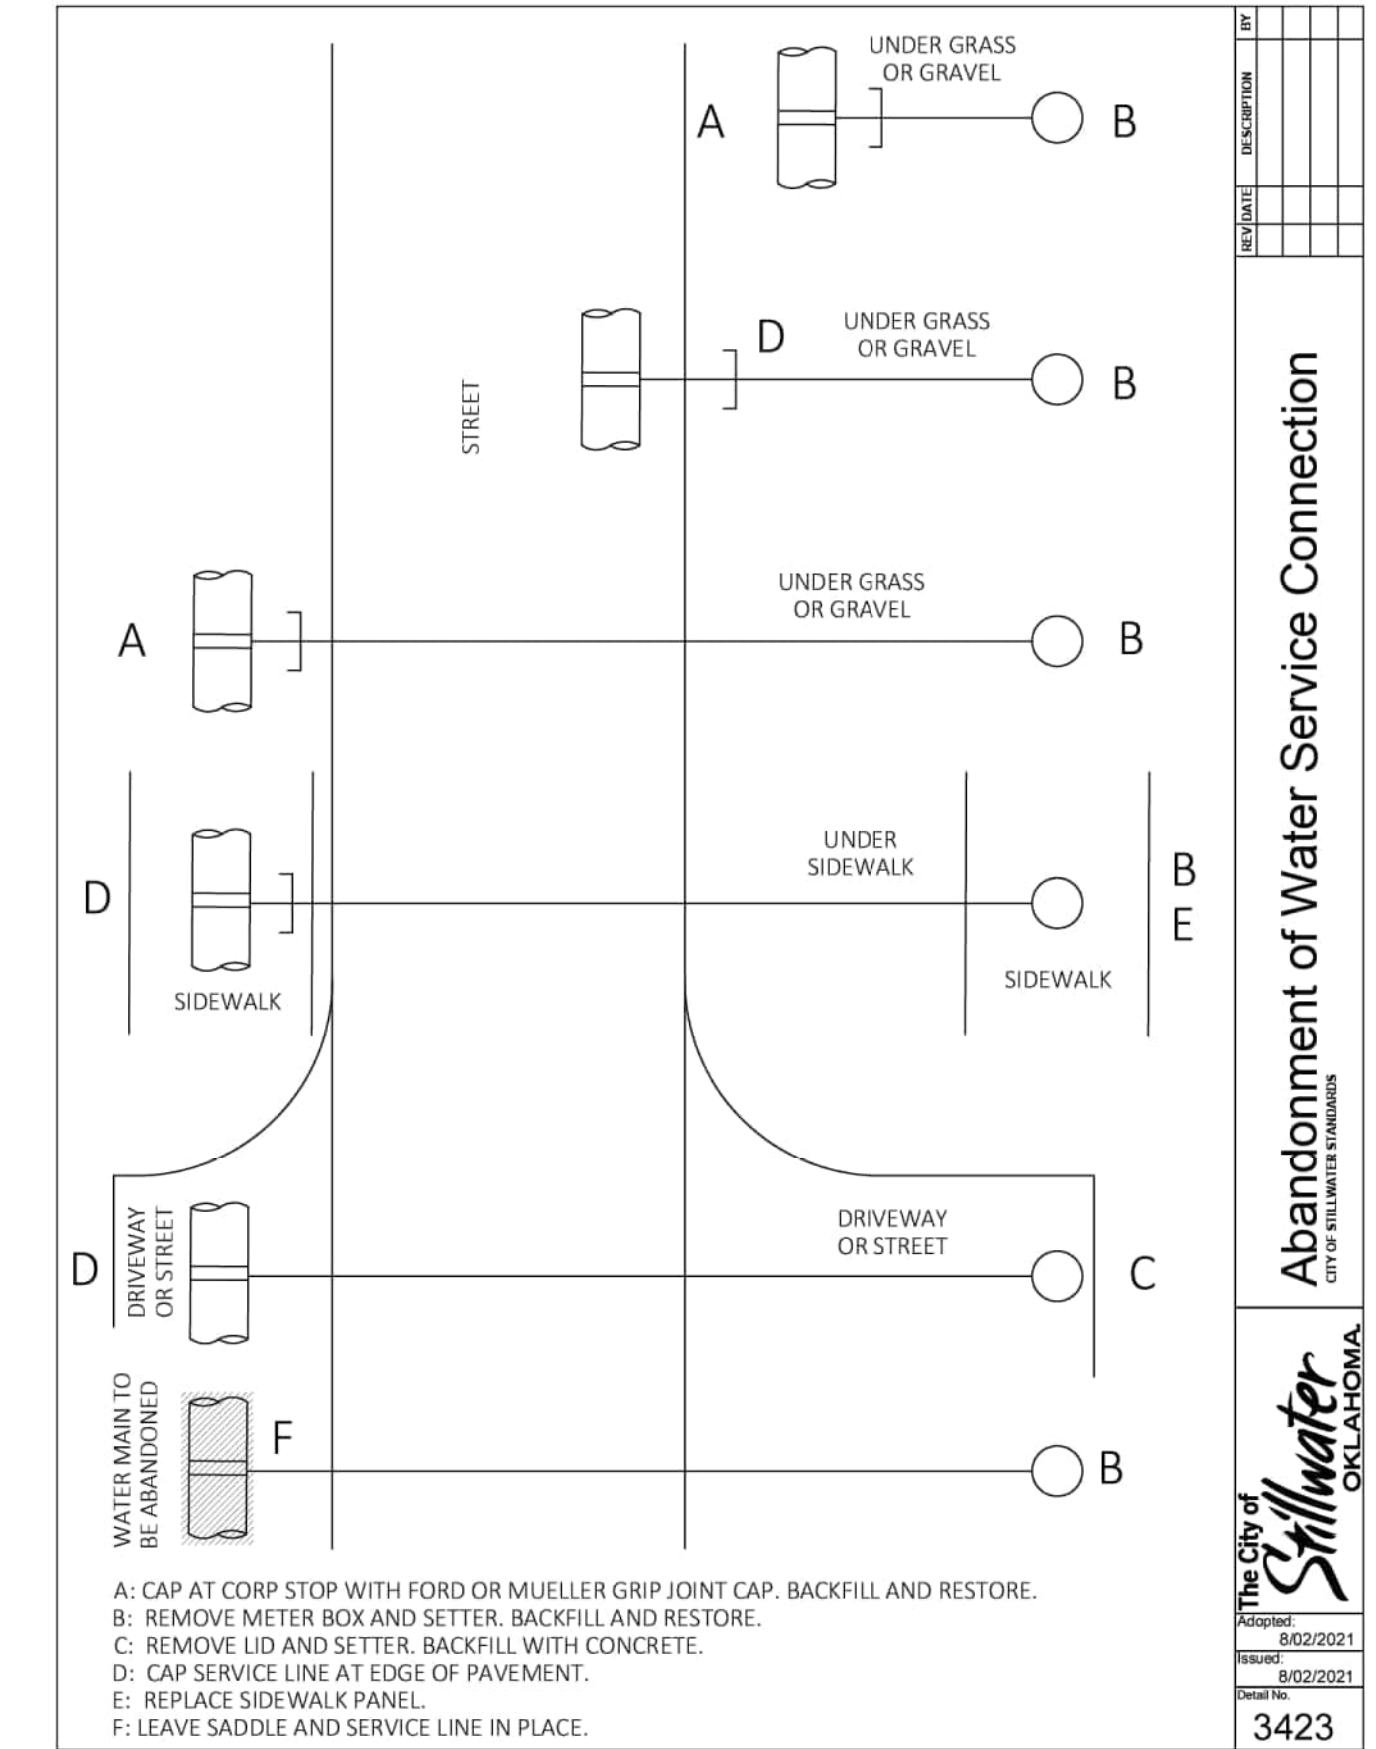 UNDER GRASS
OR GRAVEL
A
B
D
UNDER GRASS
OR GRAVEL
B
STREET
UNDER GRASS
OR GRAVEL
A
B
UNDER
SIDEWALK
D
B
E
SIDEWALK
SIDEWALK
DRIVEWAY
OR STREET
DRIVEWAY
OR STREET
D
C
WATER MAIN TO
BE ABANDONED
F
B
A: CAP AT CORP STOP WITH FORD OR MUELLER GRIP JOINT CAP. BACKFILL AND RESTORE.
B: REMOVE METER BOX AND SETTER. BACKFILL AND RESTORE.
C: REMOVE LID AND SETTER. BACKFILL WITH CONCRETE.
D: CAP SERVICE LINE AT EDGE OF PAVEMENT.
E: REPLACE SIDEWALK PANEL.
F: LEAVE SADDLE AND SERVICE LINE IN PLACE.
REV DATE DESCRIPTION BY
Abandonment of Water Service Connection
CITY OF STILLWATER STANDARDS
The City of
Stillwater
OKLAHOMA.
Adopted:
8/02/2021
Issued:
8/02/2021
Detail No.
3423